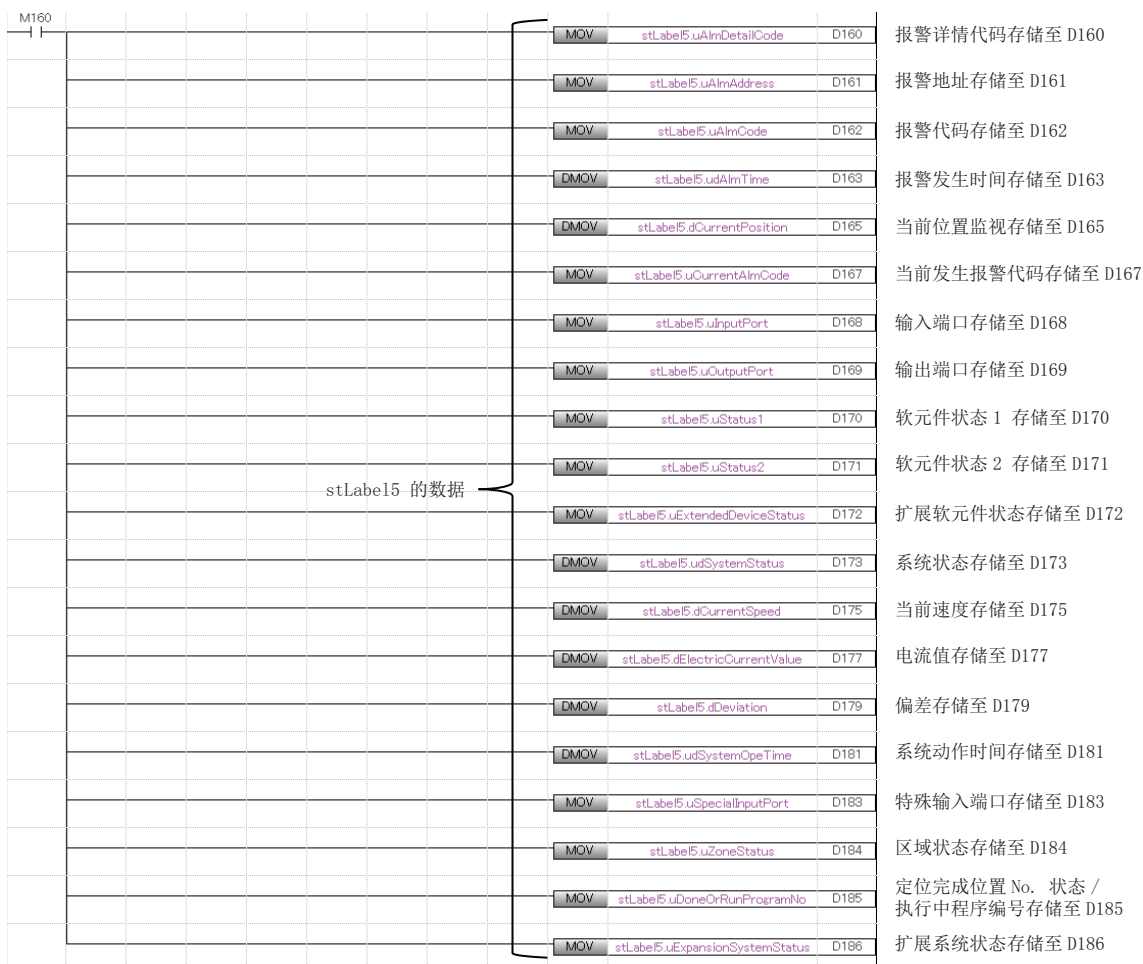 M160
MOV stLabel5.uAlmDetailCode D160 报警详情代码存储至 D160
MOV stLabel5.uAlmAddress D161 报警地址存储至 D161
MOV stLabel5.uAlmCode D162 报警代码存储至 D162
DMOV stLabel5.udAlmTime D163 报警发生时间存储至 D163
DMOV stLabel5.dCurrentPosition D165 当前位置监视存储至 D165
MOV stLabel5.uCurrentAlmCode D167 当前发生报警代码存储至 D167
MOV stLabel5.uInputPort D168 输入端口存储至 D168
MOV stLabel5.uOutputPort D169 输出端口存储至 D169
MOV stLabel5.uStatus1 D170 软元件状态 1 存储至 D170
MOV stLabel5.uStatus2 D171 软元件状态 2 存储至 D171
stLabel5 的数据
MOV stLabel5.uExtendedDeviceStatus D172 扩展软元件状态存储至 D172
DMOV stLabel5.udSystemStatus D173 系统状态存储至 D173
DMOV stLabel5.dCurrentSpeed D175 当前速度存储至 D175
DMOV stLabel5.dElectricCurrentValue D177 电流值存储至 D177
DMOV stLabel5.dDeviation D179 偏差存储至 D179
DMOV stLabel5.udSystemOpeTime D181 系统动作时间存储至 D181
MOV stLabel5.uSpecialInputPort D183 特殊输入端口存储至 D183
MOV stLabel5.uZoneStatus D184 区域状态存储至 D184
MOV stLabel5.uDoneOrRunProgramNo D185 定位完成位置 No. 状态 /
执行中程序编号存储至 D185
MOV stLabel5.uExpansionSystemStatus D186 扩展系统状态存储至 D186